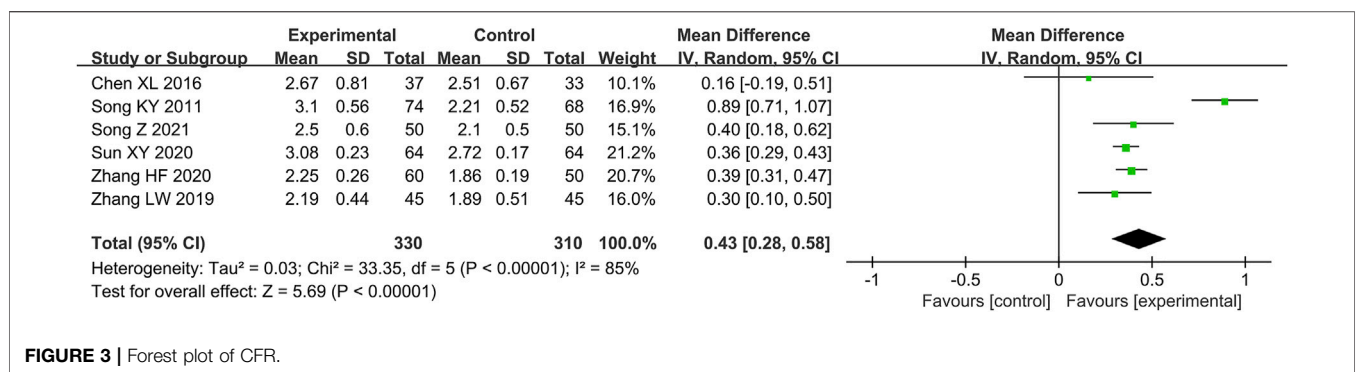 Experimental Control Mean Difference Mean Difference
Study or Subgroup Mean SD Total Mean SD Total Weight IV, Random, 95% CI IV, Random, 95% CI
Chen XL 2016 2.67 0.81 37 2.51 0.67 33 10.1% 0.16 [-0.19, 0.51]
Song KY 2011 3.1 0.56 74 2.21 0.52 68 16.9% 0.89 [0.71, 1.07]
Song Z 2021 2.5 0.6 50 2.1 0.5 50 15.1% 0.40 [0.18, 0.62]
Sun XY 2020 3.08 0.23 64 2.72 0.17 64 21.2% 0.36 [0.29, 0.43]
Zhang HF 2020 2.25 0.26 60 1.86 0.19 50 20.7% 0.39 [0.31, 0.47]
Zhang LW 2019 2.19 0.44 45 1.89 0.51 45 16.0% 0.30 [0.10, 0.50]
Total (95% CI) 330 310 100.0% 0.43 [0.28, 0.58]
Heterogeneity: Tau² = 0.03; Chi² = 33.35, df = 5 (P < 0.00001); I² = 85%
Test for overall effect: Z = 5.69 (P < 0.00001)
-1 -0.5 0 0.5 1
Favours [control] Favours [experimental]
FIGURE 3 | Forest plot of CFR.